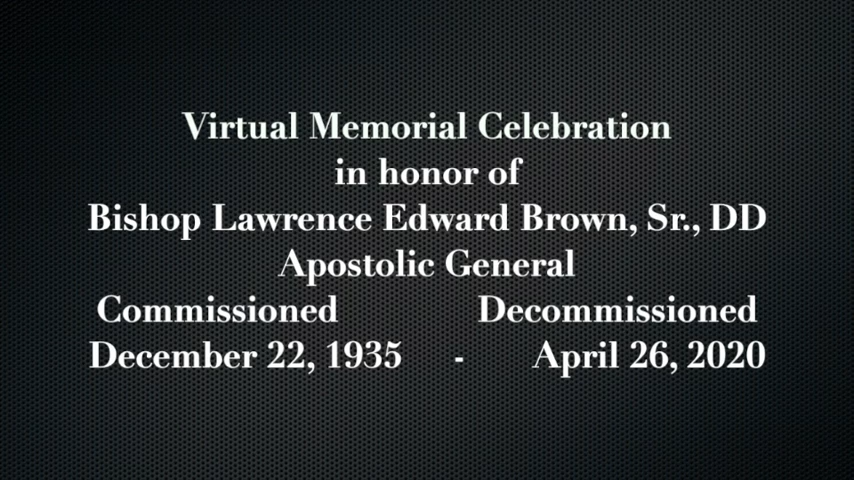 Virtual Memorial Celebration
in honor of
Bishop Lawrence Edward Brown, Sr., DD
Apostolic General
Commissioned Decommissioned
December 22, 1935 - April 26, 2020